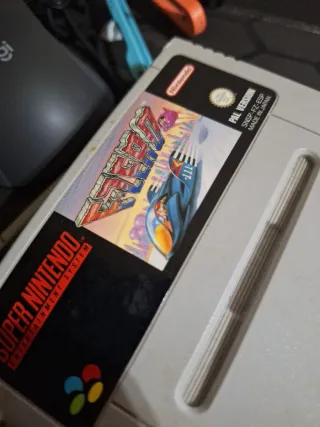 Nintendo
PAL VERSION
SNSP-FZ-ESP
MADE IN JAPAN
F-ZERO
SUPER NINTENDO
ENTERTAINMENT SYSTEM